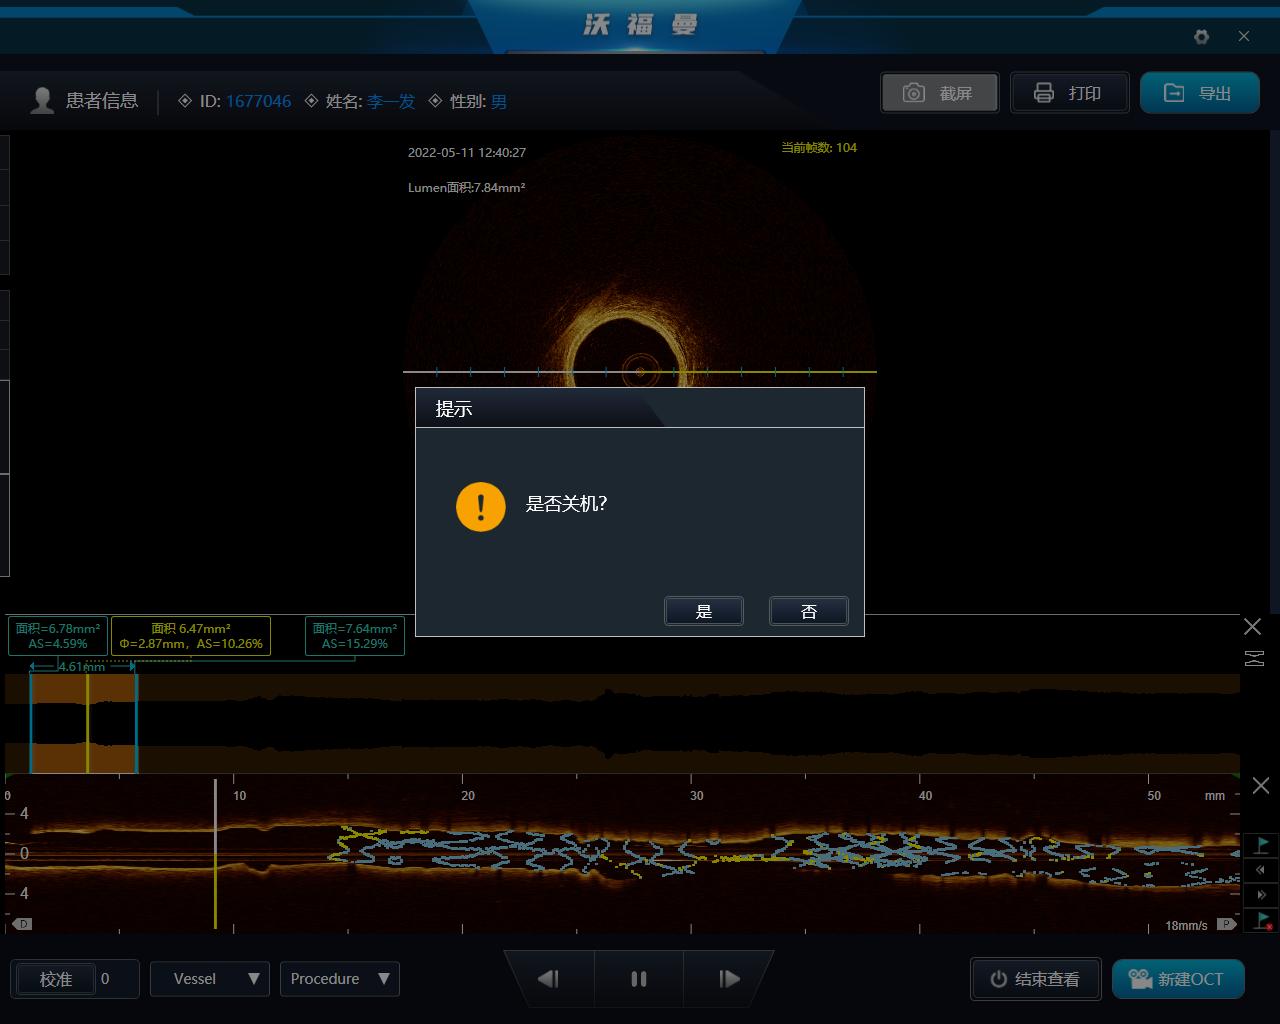 沃福曼
患者信息
ID: 1677046
姓名: 李一发
性别: 男
截屏
打印
导出
2022-05-11 12:40:27
当前帧数: 104
Lumen面积:7.84mm²
提示
是否关机?
是
否
面积=6.78mm²
AS=4.59%
面积 6.47mm²
Φ=2.87mm, AS=10.26%
面积=7.64mm²
AS=15.29%
4.61mm
0 10 20 30 40 50 mm
4
0
4
D
18mm/s P
校准 0
Vessel
Procedure
结束查看
新建OCT